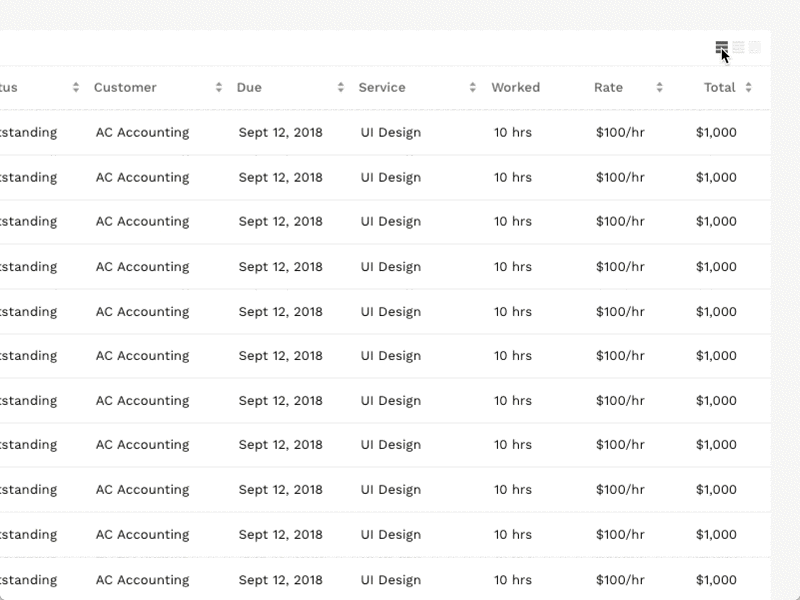 tus Customer Due Service Worked Rate Total
tstanding AC Accounting Sept 12, 2018 UI Design 10 hrs $100/hr $1,000
tstanding AC Accounting Sept 12, 2018 UI Design 10 hrs $100/hr $1,000
tstanding AC Accounting Sept 12, 2018 UI Design 10 hrs $100/hr $1,000
tstanding AC Accounting Sept 12, 2018 UI Design 10 hrs $100/hr $1,000
tstanding AC Accounting Sept 12, 2018 UI Design 10 hrs $100/hr $1,000
tstanding AC Accounting Sept 12, 2018 UI Design 10 hrs $100/hr $1,000
tstanding AC Accounting Sept 12, 2018 UI Design 10 hrs $100/hr $1,000
tstanding AC Accounting Sept 12, 2018 UI Design 10 hrs $100/hr $1,000
tstanding AC Accounting Sept 12, 2018 UI Design 10 hrs $100/hr $1,000
tstanding AC Accounting Sept 12, 2018 UI Design 10 hrs $100/hr $1,000
tstanding AC Accounting Sept 12, 2018 UI Design 10 hrs $100/hr $1,000